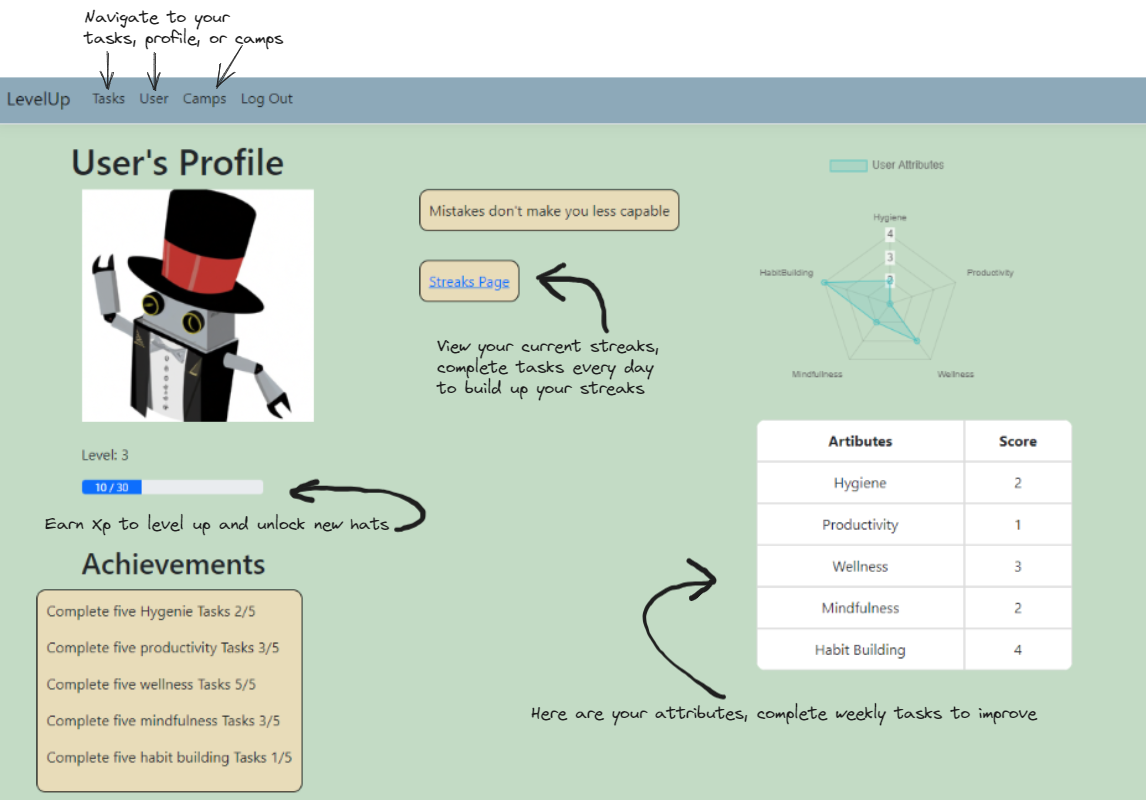 Navigate to your
tasks, profile, or camps
LevelUp Tasks User Camps Log Out
User's Profile
Mistakes don't make you less capable
Streaks Page
View your current streaks,
complete tasks every day
to build up your streaks
Level: 3
10 / 30
Earn Xp to level up and unlock new hats
Achievements
Complete five Hygenie Tasks 2/5
Complete five productivity Tasks 3/5
Complete five wellness Tasks 5/5
Complete five mindfulness Tasks 3/5
Complete five habit building Tasks 1/5
User Attributes
Hygiene
4
3
HabitBuilding
Productivity
Mindfulness
Wellness
Artibutes Score
Hygiene 2
Productivity 1
Wellness 3
Mindfulness 2
Habit Building 4
Here are your attributes, complete weekly tasks to improve